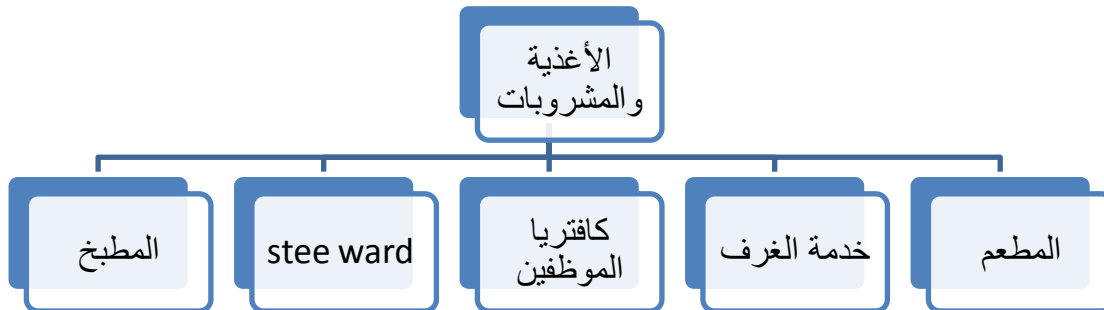 الأغذية
والمشروبات
المطعم
خدمة الغرف
كافتريا
الموظفين
stee ward
المطبخ